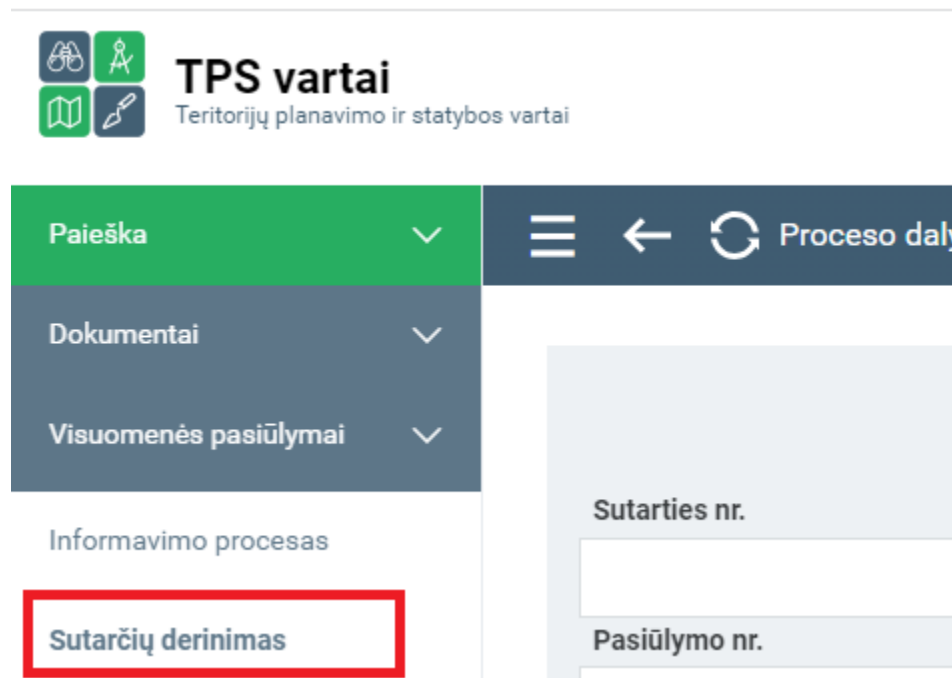 TPS vartai
Teritorijų planavimo ir statybos vartai
Paieška
Proceso
Dokumentai
Visuomenės pasiūlymai
Sutarties nr.
Informavimo procesas
Sutarčių derinimas
Pasiūlymo nr.